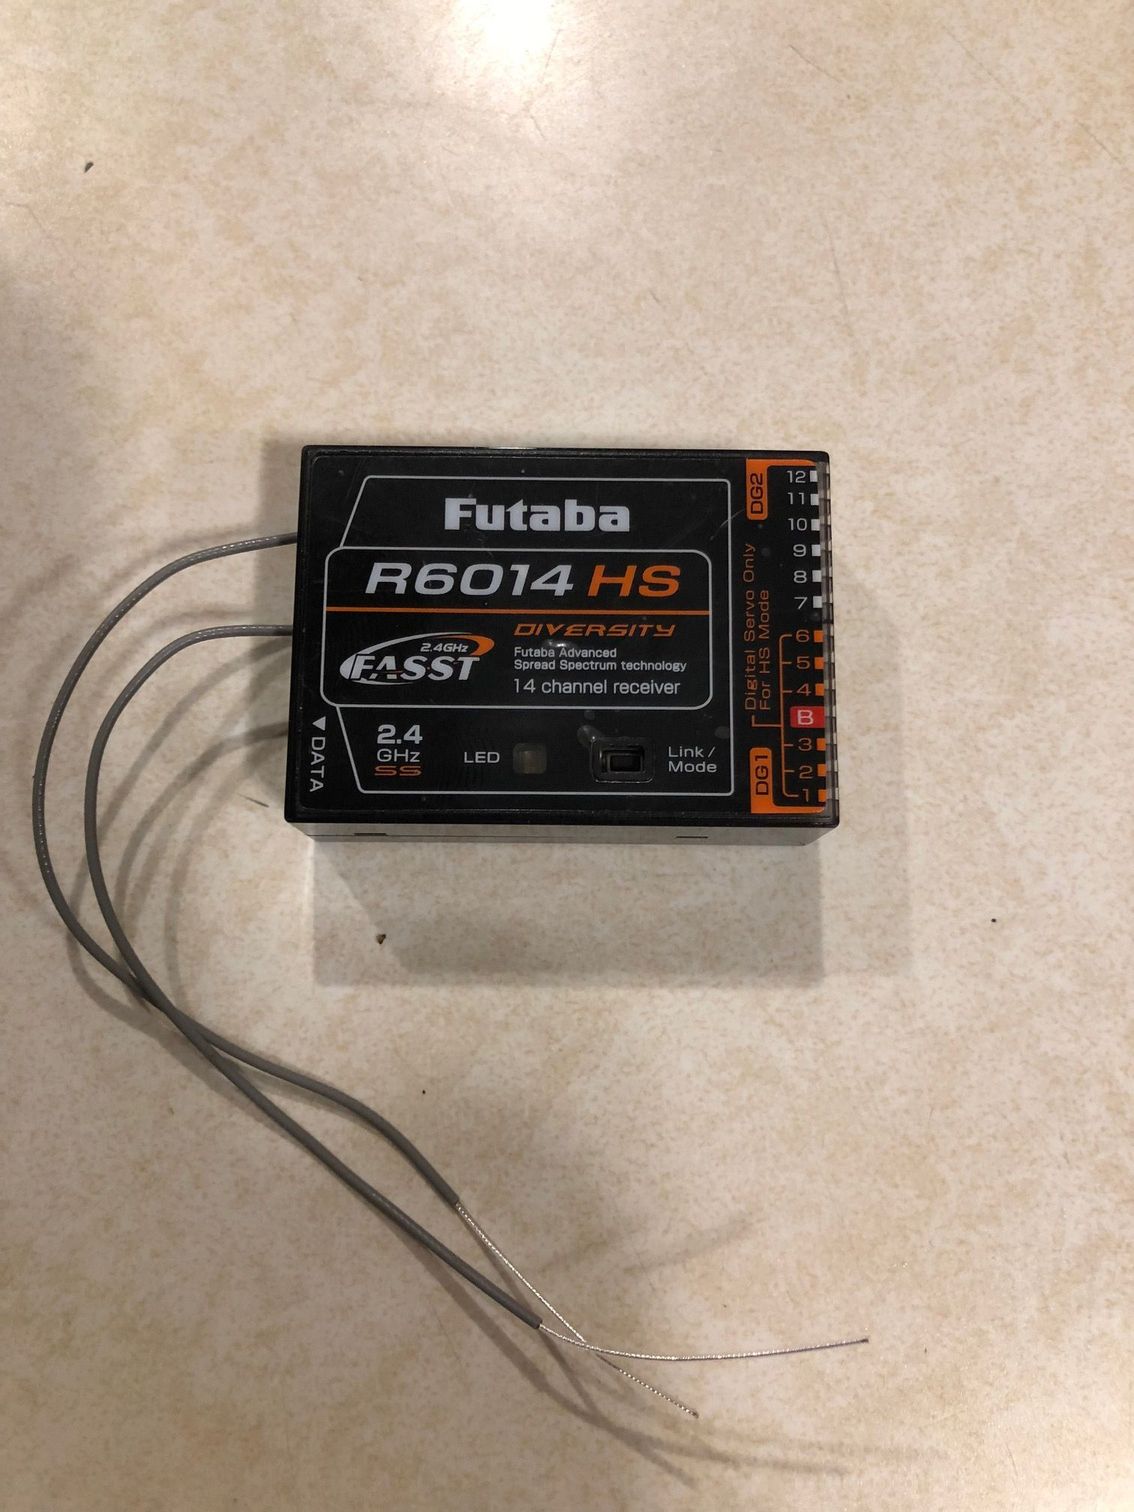 Futaba
R6014 HS
DIVERSITY
2.4GHz
FASST
Futaba Advanced
Spread Spectrum technology
14 channel receiver
▼DATA
2.4
GHz
SS
LED
Link/
Mode
DG2
12
11
10
9
8
7
6
5
4
B
3
2
1
Digital Servo Only
For HS Mode
DG1